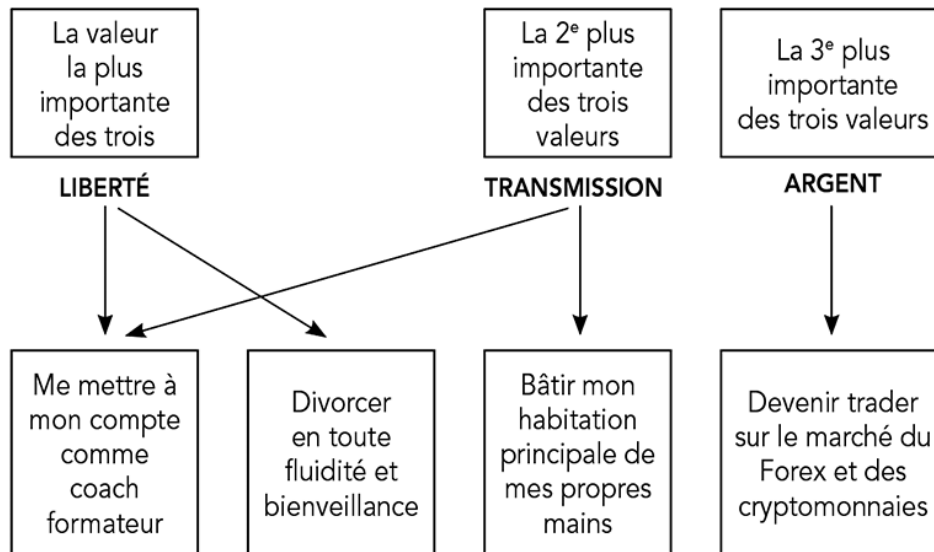 La valeur
la plus
importante
des trois
La 2e plus
importante
des trois
valeurs
La 3e plus
importante
des trois valeurs
LIBERTÉ
TRANSMISSION
ARGENT
Me mettre à
mon compte
comme
coach
formateur
Divorcer
en toute
fluidité et
bienveillance
Bâtir mon
habitation
principale de
mes propres
mains
Devenir trader
sur le marché du
Forex et des
cryptomonnaies